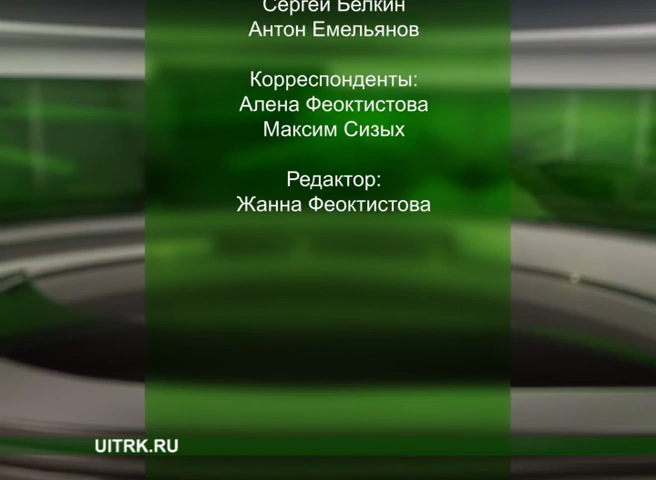 Сергей Белкин
Антон Емельянов
Корреспонденты:
Алена Феоктистова
Максим Сизых
Редактор:
Жанна Феоктистова
UITRK.RU